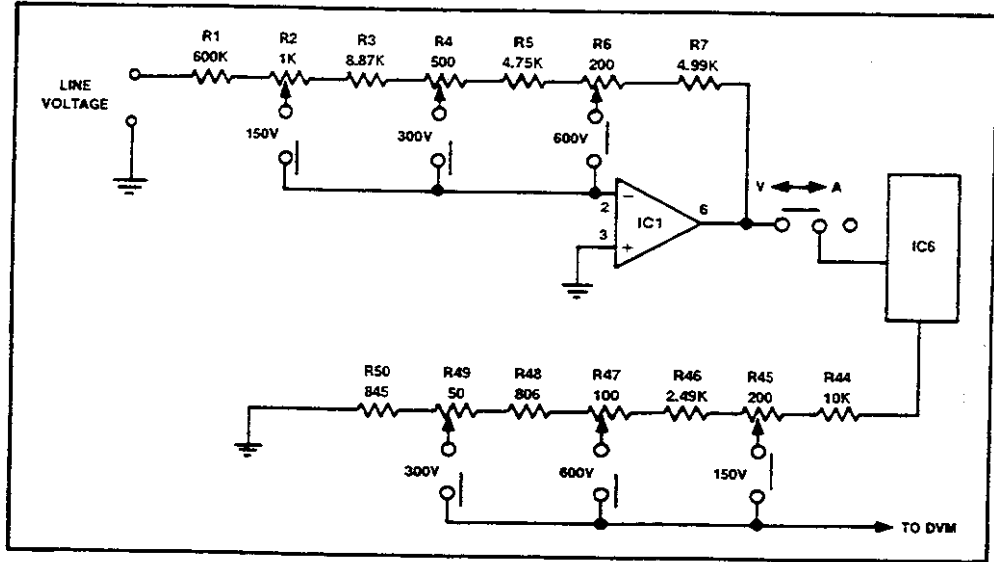 R1 R2 R3 R4 R5 R6 R7
600K 1K 8.87K 500 4.75K 200 4.99K
LINE
VOLTAGE
150V 300V 600V
V A
2 − 6
IC1
3 +
IC6
R50 R49 R48 R47 R46 R45 R44
845 50 806 100 2.49K 200 10K
300V 600V 150V
TO DVM